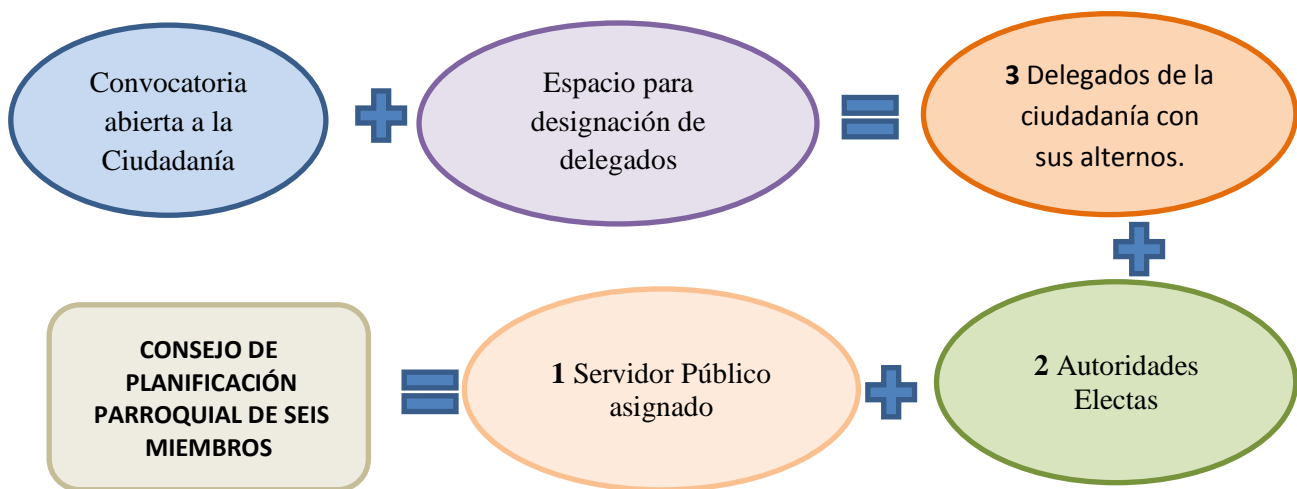 Convocatoria
abierta a la
Ciudadanía
Espacio para
designación de
delegados
3 Delegados de la
ciudadanía con
sus alternos.
2 Autoridades
Electas
1 Servidor Público
asignado
CONSEJO DE
PLANIFICACIÓN
PARROQUIAL DE SEIS
MIEMBROS